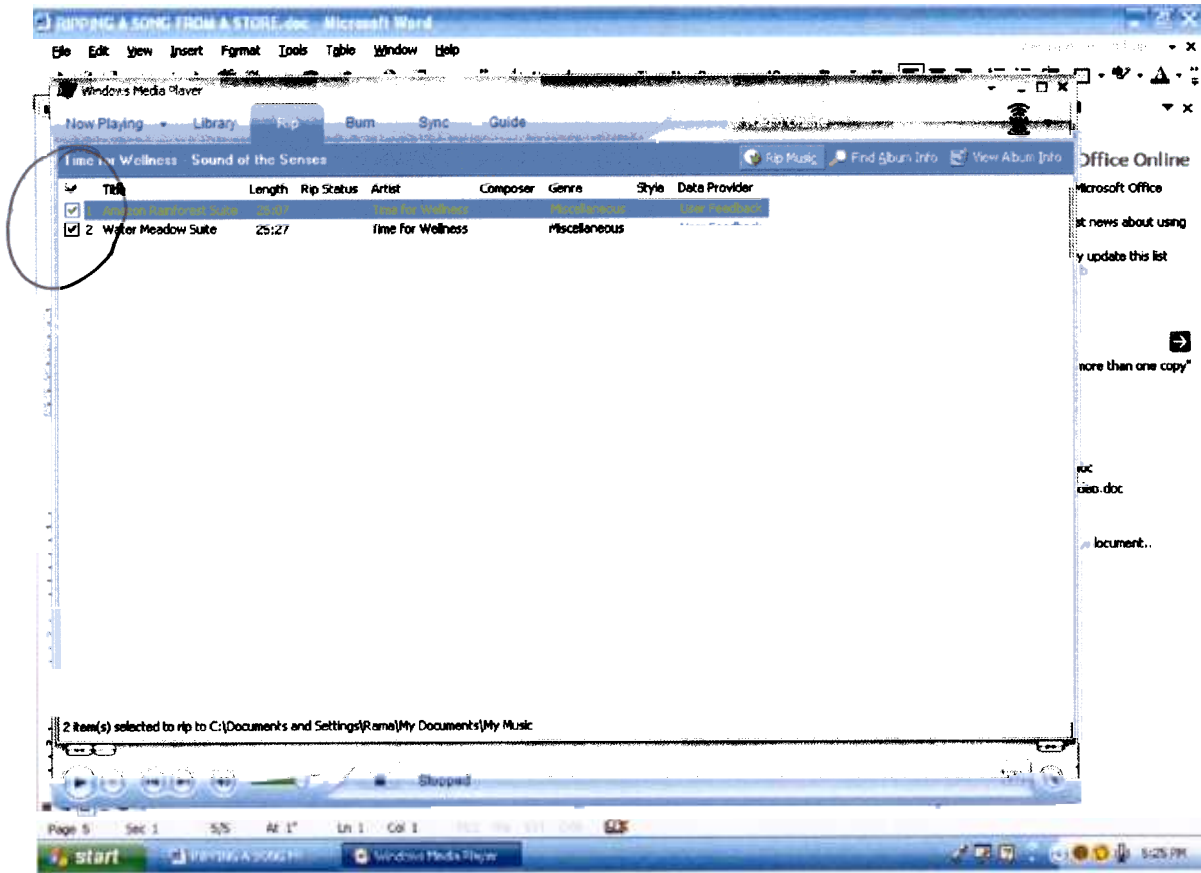 RIPPING A SONG FROM A STORE.doc - Microsoft Word
File Edit View Insert Format Tools Table Window Help
Windows Media Player
Now Playing Library Rip Burn Sync Guide
Time for Wellness Sound of the Senses Rip Music Find Album Info View Album Info
Office Online
Title Length Rip Status Artist Composer Genre Style Data Provider
Microsoft Office
1 Amazon Rainforest Suite 26:07 Time for Wellness Miscellaneous User Feedback
2 Water Meadow Suite 25:27 Time for Wellness Miscellaneous User Feedback
st news about using
y update this list
more than one copy"
.doc
locument..
2 item(s) selected to rip to C:\Documents and Settings\Rama\My Documents\My Music
Stopped
Page 5 Sec 1 5/5 At 1" Ln 1 Col 1
start RIPPING A SONG Windows Media Player 5:25 PM